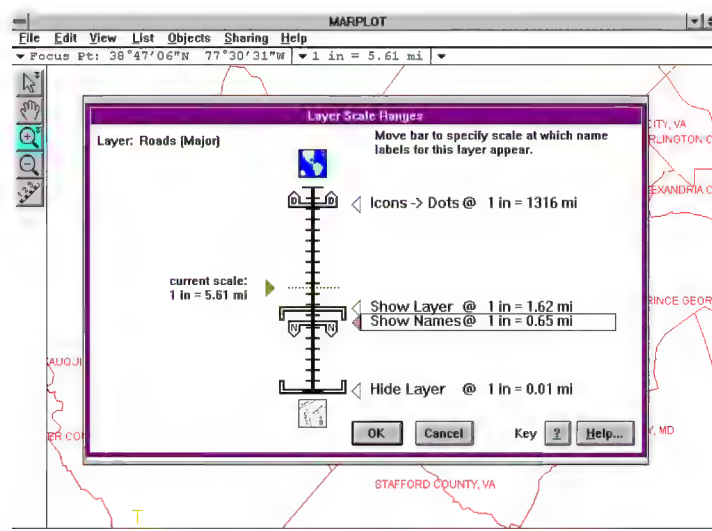 MARPLOT
File Edit View List Objects Sharing Help
Focus Pt: 38°47'06"N 77°30'31"W 1 in = 5.61 mi
Layer Scale Ranges
Layer: Roads (Major)
Move bar to specify scale at which name
labels for this layer appear.
D D
Icons -> Dots @ 1 in = 1316 mi
current scale:
1 in = 5.61 mi
Show Layer @ 1 in = 1.62 mi
Show Names@ 1 in = 0.65 mi
N N
Hide Layer @ 1 in = 0.01 mi
OK Cancel Key ? Help...
CITY, VA
RLINGTON C
EXANDRIA C
RINCE GEOR
AUQUI
ER CO
, MD
STAFFORD COUNTY, VA